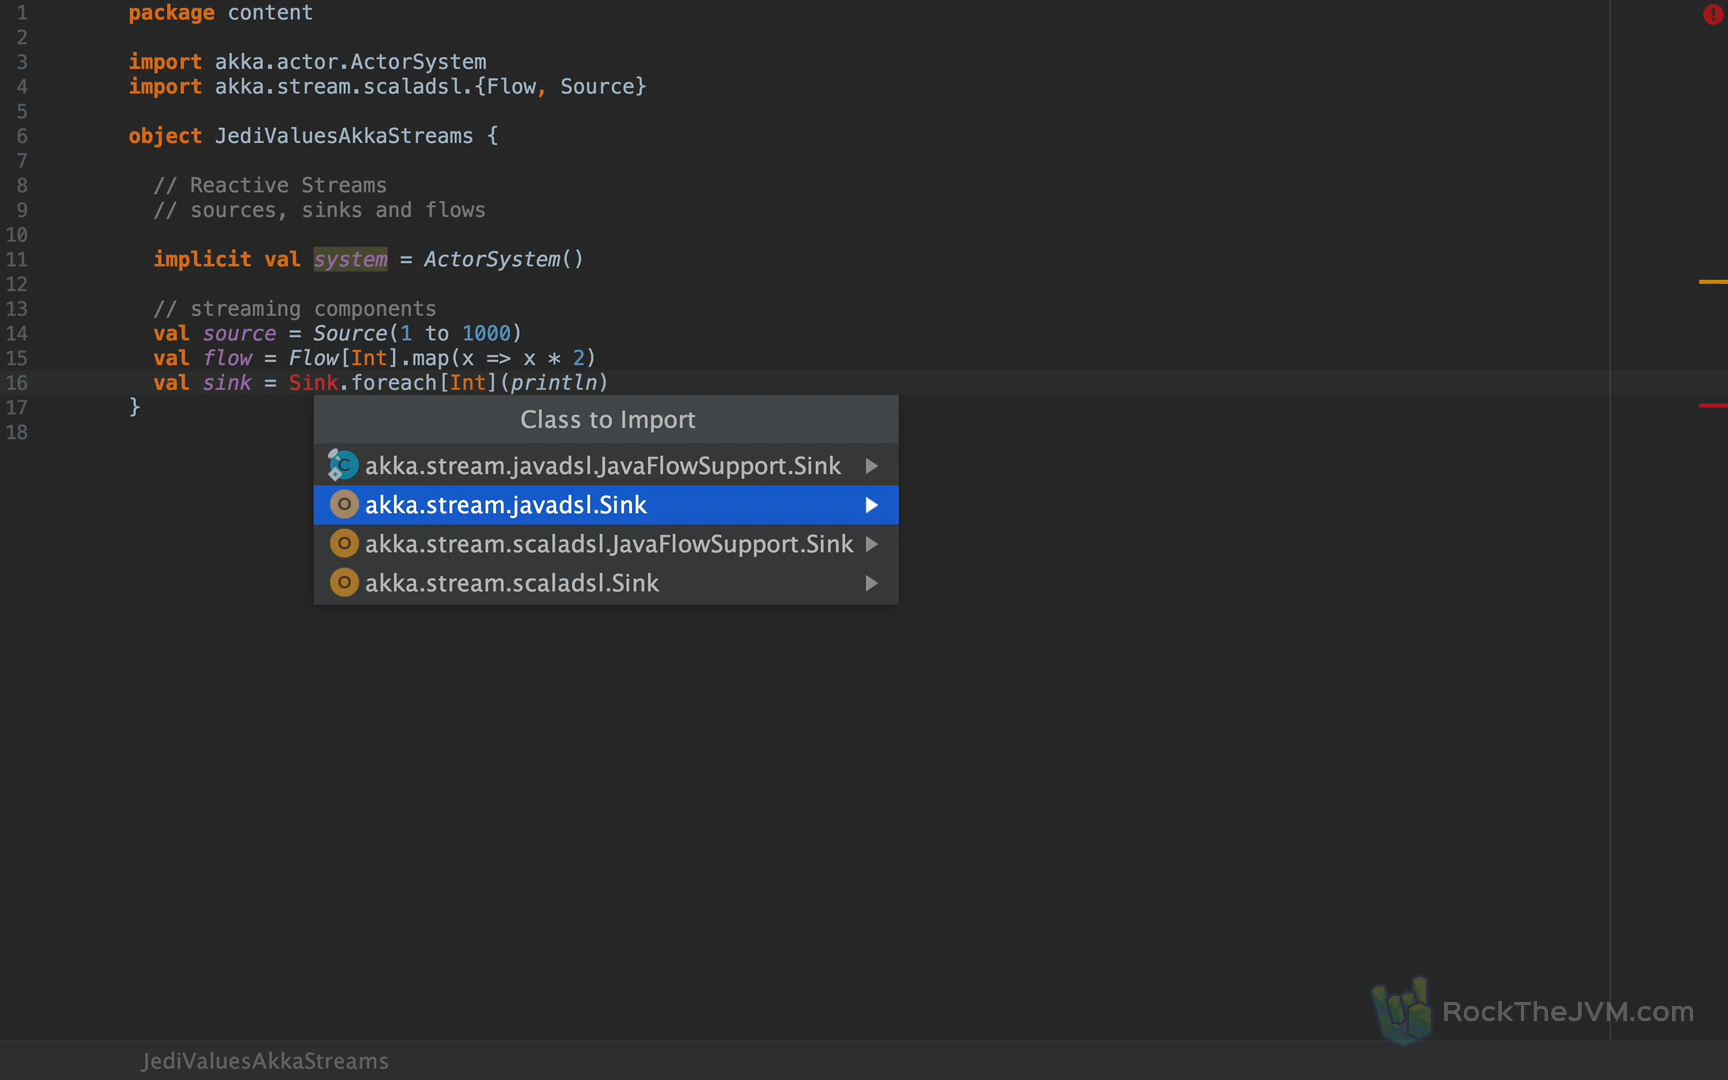 1 package content
2
3 import akka.actor.ActorSystem
4 import akka.stream.scaladsl.{Flow, Source}
5
6 object JediValuesAkkaStreams {
7
8 // Reactive Streams
9 // sources, sinks and flows
10
11 implicit val system = ActorSystem()
12
13 // streaming components
14 val source = Source(1 to 1000)
15 val flow = Flow[Int].map(x => x * 2)
16 val sink = Sink.foreach[Int](println)
17 }
18
Class to Import
C akka.stream.javadsl.JavaFlowSupport.Sink
O akka.stream.javadsl.Sink
O akka.stream.scaladsl.JavaFlowSupport.Sink
O akka.stream.scaladsl.Sink
RockTheJVM.com
JediValuesAkkaStreams